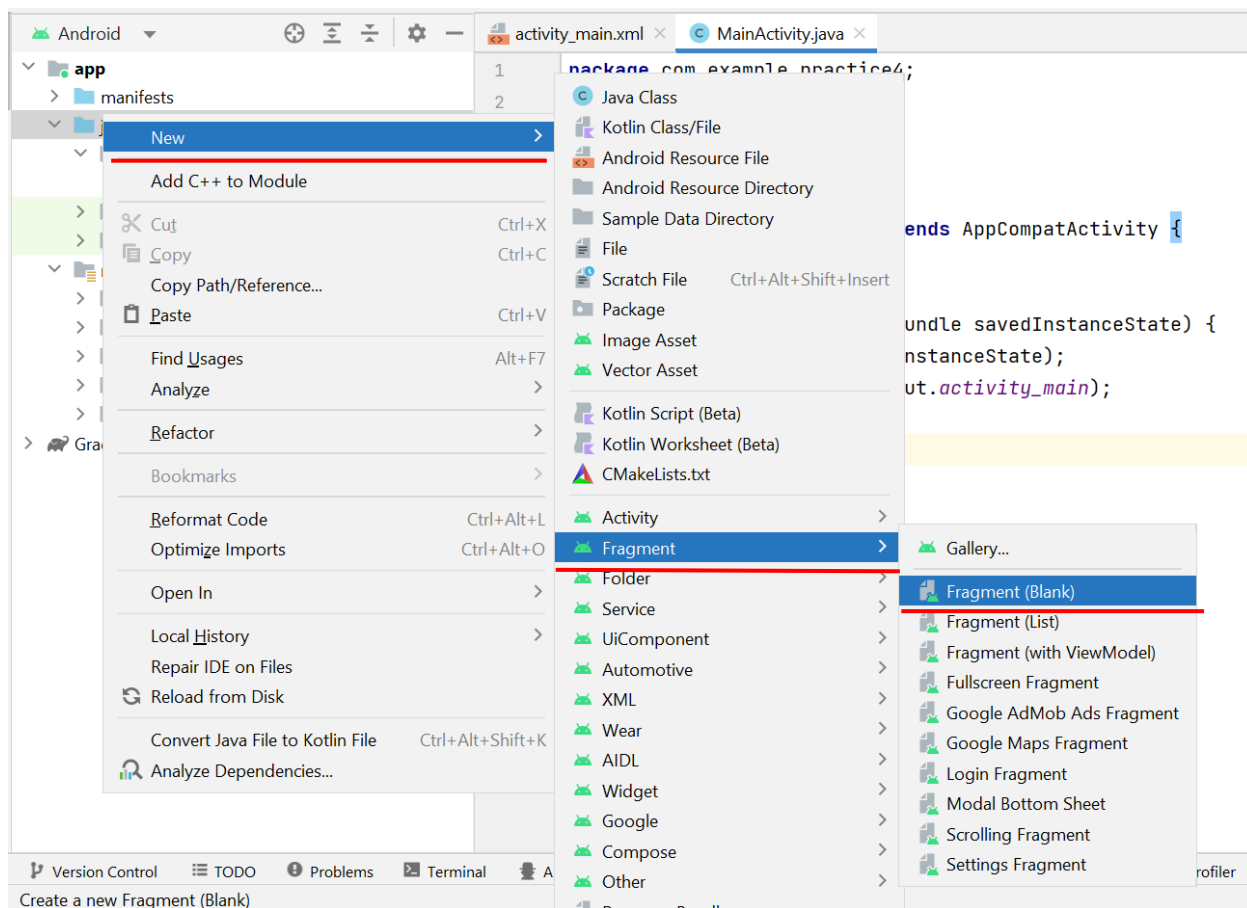 Android
activity_main.xml
MainActivity.java
app
manifests
1
package com.example.practice4;
2
New
Add C++ to Module
Cut Ctrl+X
Copy Ctrl+C
Copy Path/Reference...
Paste Ctrl+V
Find Usages Alt+F7
Analyze
Refactor
Bookmarks
Reformat Code Ctrl+Alt+L
Optimize Imports Ctrl+Alt+O
Open In
Local History
Repair IDE on Files
Reload from Disk
Convert Java File to Kotlin File Ctrl+Alt+Shift+K
Analyze Dependencies...
Gra
Java Class
Kotlin Class/File
Android Resource File
Android Resource Directory
Sample Data Directory
File
Scratch File Ctrl+Alt+Shift+Insert
Package
Image Asset
Vector Asset
Kotlin Script (Beta)
Kotlin Worksheet (Beta)
CMakeLists.txt
Activity
Fragment
Folder
Service
UiComponent
Automotive
XML
Wear
AIDL
Widget
Google
Compose
Other
ends AppCompatActivity {
undle savedInstanceState) {
nstanceState);
ut.activity_main);
Gallery...
Fragment (Blank)
Fragment (List)
Fragment (with ViewModel)
Fullscreen Fragment
Google AdMob Ads Fragment
Google Maps Fragment
Login Fragment
Modal Bottom Sheet
Scrolling Fragment
Settings Fragment
Version Control TODO Problems Terminal A rofiler
Create a new Fragment (Blank)